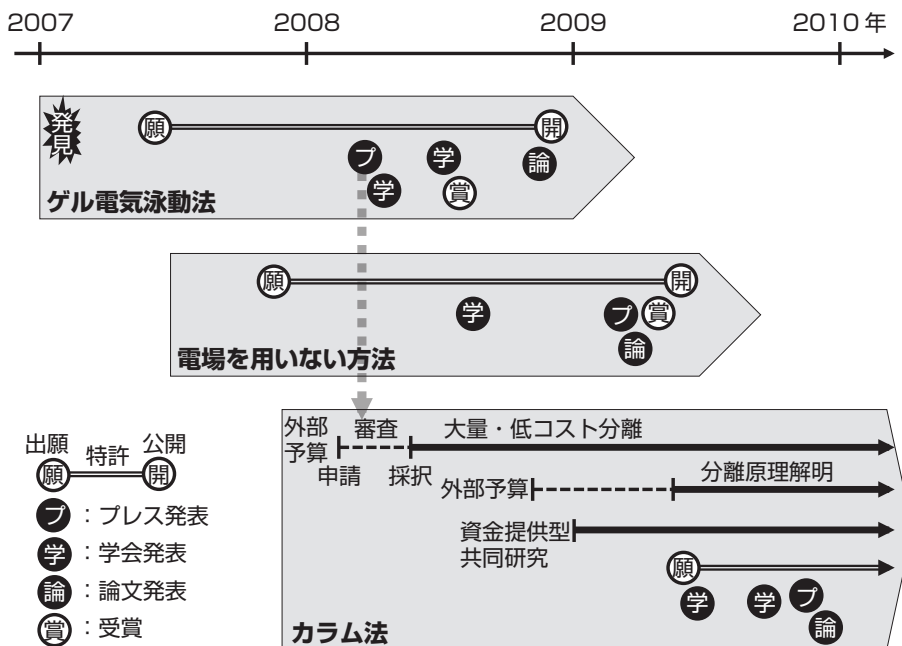 2007 2008 2009 2010 年
発見
願 開
プ 学 論
学 賞
ゲル電気泳動法
願 開
学 プ 賞
論
電場を用いない方法
外部 審査 大量・低コスト分離
予算
申請 採択
外部予算 分離原理解明
資金提供型
共同研究
願
学 学 プ
論
カラム法
出願 特許 公開
願 開
プ：プレス発表
学：学会発表
論：論文発表
賞：受賞